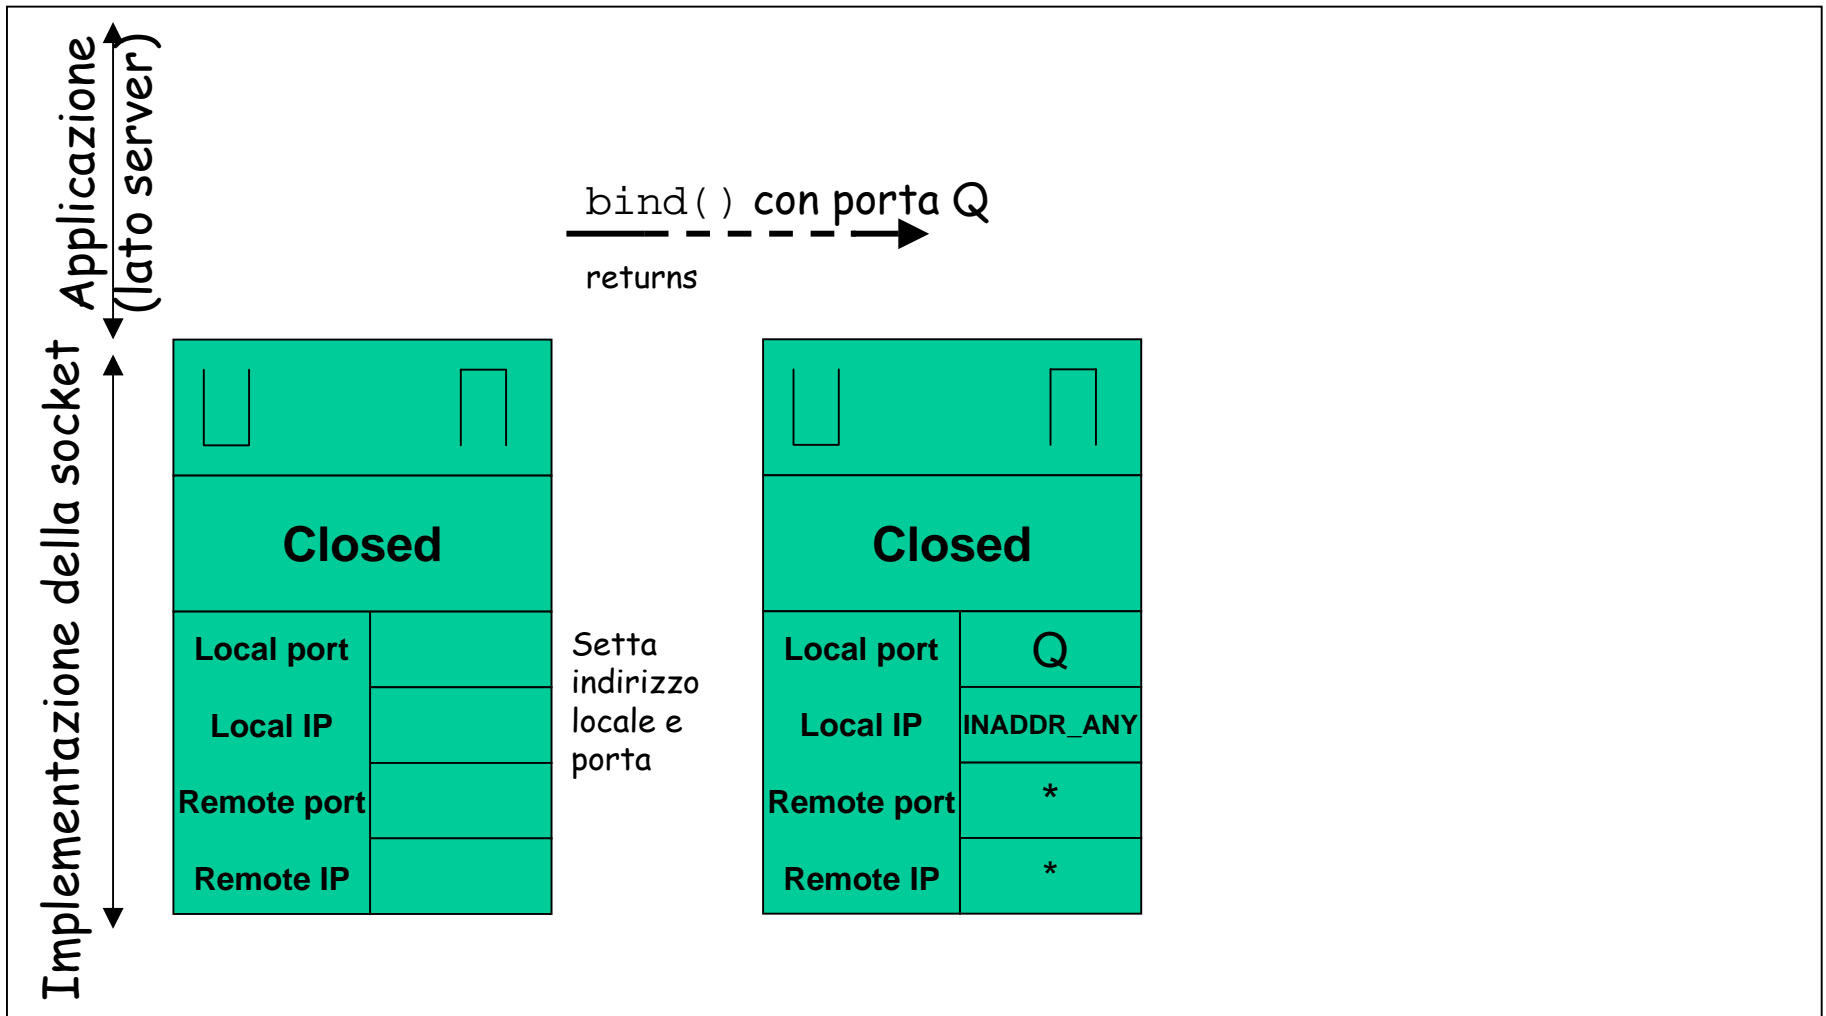 Applicazione
(lato server)
bind() con porta Q
returns
Implementazione della socket
Closed
Local port
Local IP
Remote port
Remote IP
Setta
indirizzo
locale e
porta
Closed
Local port Q
Local IP INADDR_ANY
Remote port *
Remote IP *